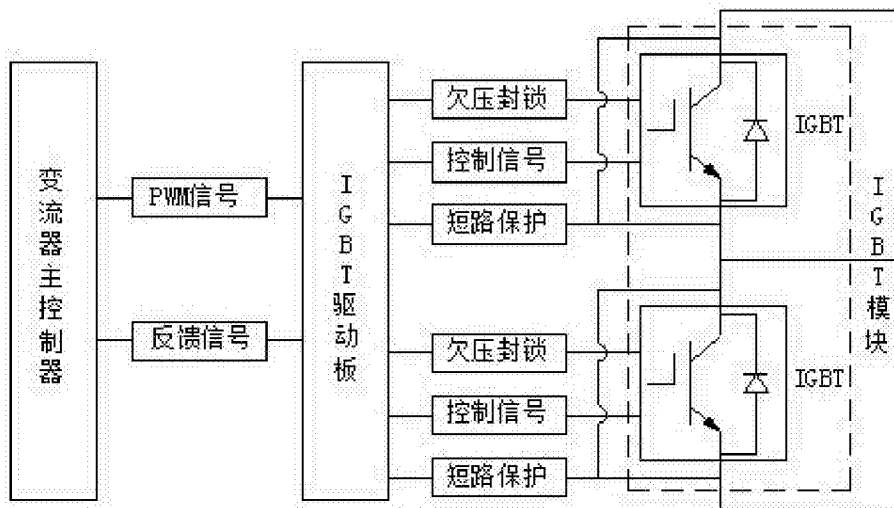 变流器主控制器
PWM信号
反馈信号
IGBT驱动板
欠压封锁
控制信号
短路保护
欠压封锁
控制信号
短路保护
IGBT
IGBT
IGBT模块